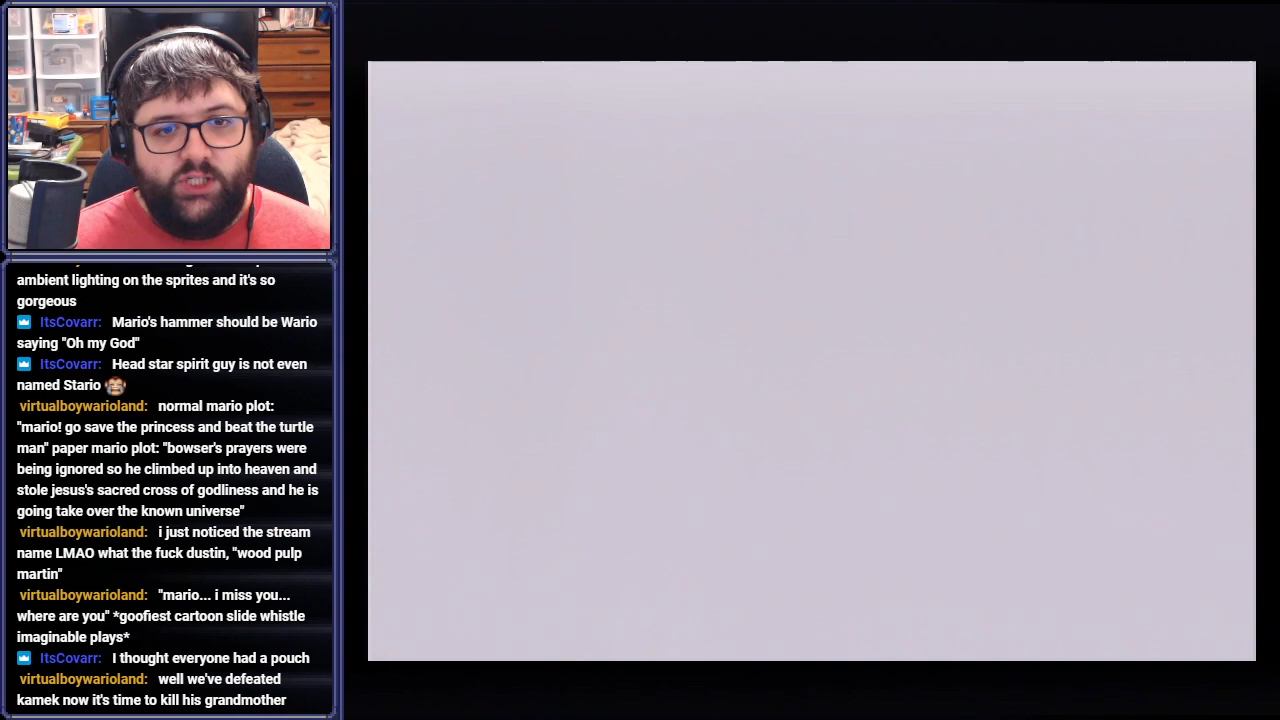 ambient lighting on the sprites and it's so
gorgeous
ItsCovarr: Mario's hammer should be Wario
saying "Oh my God"
ItsCovarr: Head star spirit guy is not even
named Stario
virtualboywarioland: normal mario plot:
"mario! go save the princess and beat the turtle
man" paper mario plot: "bowser's prayers were
being ignored so he climbed up into heaven and
stole jesus's sacred cross of godliness and he is
going take over the known universe"
virtualboywarioland: i just noticed the stream
name LMAO what the fuck dustin, "wood pulp
martin"
virtualboywarioland: "mario... i miss you...
where are you" *goofiest cartoon slide whistle
imaginable plays*
ItsCovarr: I thought everyone had a pouch
virtualboywarioland: well we've defeated
kamek now it's time to kill his grandmother